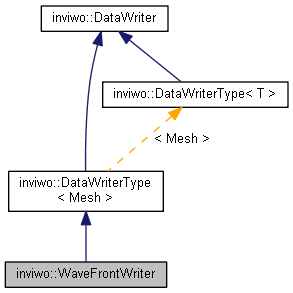 inviwo::DataWriter
inviwo::DataWriterType< T >
< Mesh >
inviwo::DataWriterType
< Mesh >
inviwo::WaveFrontWriter